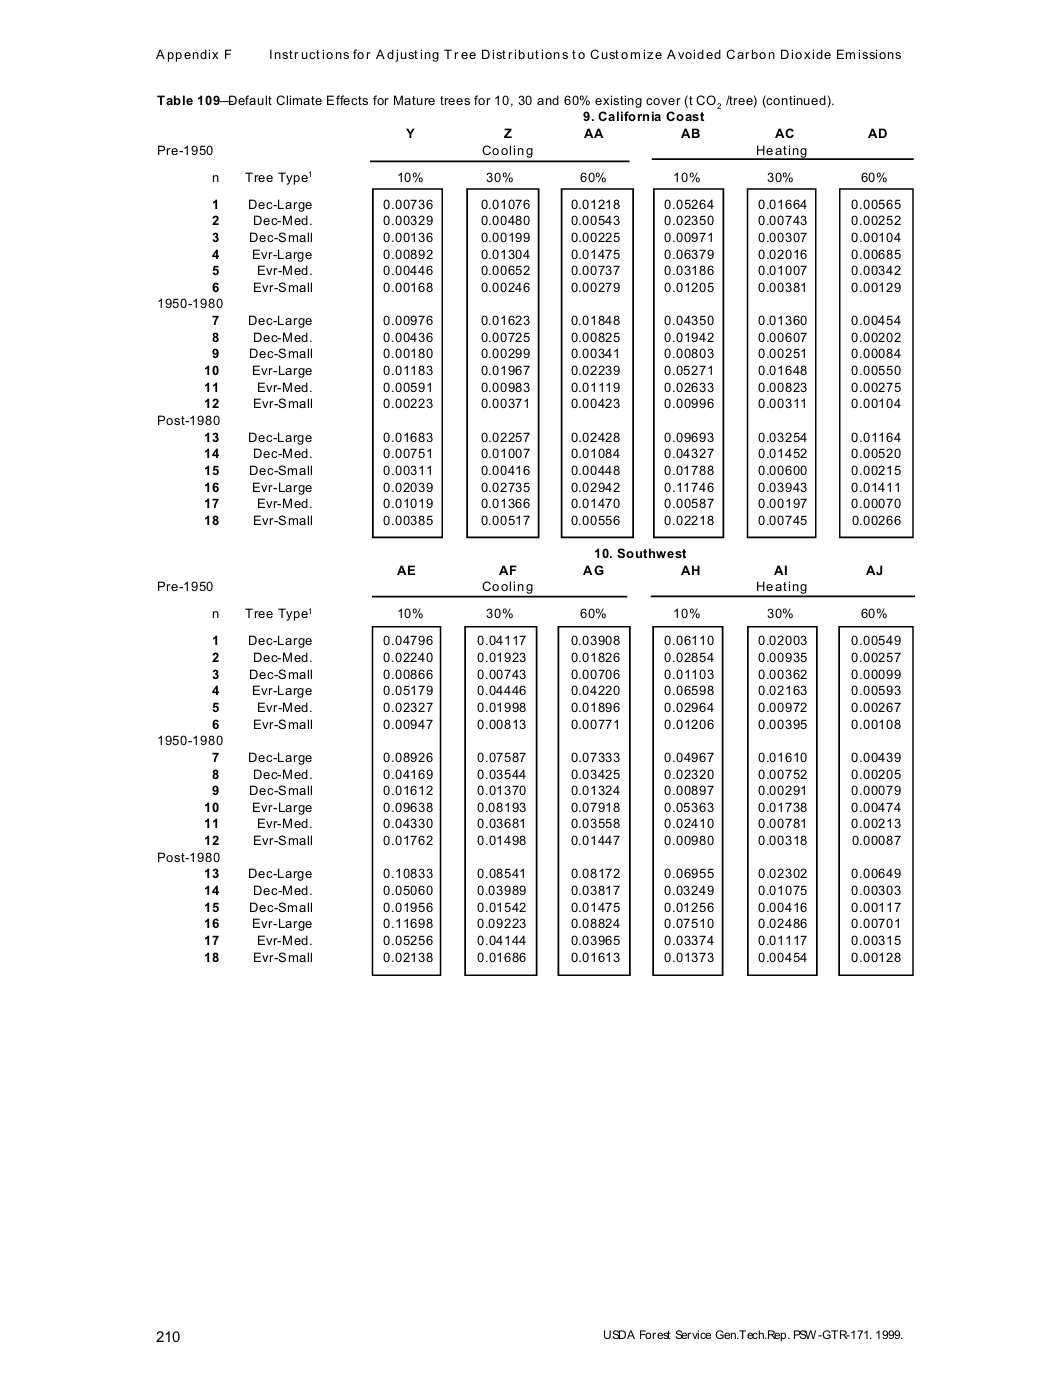 Appendix F Instructions for Adjusting Tree Distributions to Customize Avoided Carbon Dioxide Emissions
Table 109—Default Climate Effects for Mature trees for 10, 30 and 60% existing cover (t CO2 /tree) (continued).
9. California Coast
Y Z AA AB AC AD
Pre-1950 Cooling Heating
n Tree Type1 10% 30% 60% 10% 30% 60%
1 Dec-Large 0.00736 0.01076 0.01218 0.05264 0.01664 0.00565
2 Dec-Med. 0.00329 0.00480 0.00543 0.02350 0.00743 0.00252
3 Dec-Small 0.00136 0.00199 0.00225 0.00971 0.00307 0.00104
4 Evr-Large 0.00892 0.01304 0.01475 0.06379 0.02016 0.00685
5 Evr-Med. 0.00446 0.00652 0.00737 0.03186 0.01007 0.00342
6 Evr-Small 0.00168 0.00246 0.00279 0.01205 0.00381 0.00129
1950-1980
7 Dec-Large 0.00976 0.01623 0.01848 0.04350 0.01360 0.00454
8 Dec-Med. 0.00436 0.00725 0.00825 0.01942 0.00607 0.00202
9 Dec-Small 0.00180 0.00299 0.00341 0.00803 0.00251 0.00084
10 Evr-Large 0.01183 0.01967 0.02239 0.05271 0.01648 0.00550
11 Evr-Med. 0.00591 0.00983 0.01119 0.02633 0.00823 0.00275
12 Evr-Small 0.00223 0.00371 0.00423 0.00996 0.00311 0.00104
Post-1980
13 Dec-Large 0.01683 0.02257 0.02428 0.09693 0.03254 0.01164
14 Dec-Med. 0.00751 0.01007 0.01084 0.04327 0.01452 0.00520
15 Dec-Small 0.00311 0.00416 0.00448 0.01788 0.00600 0.00215
16 Evr-Large 0.02039 0.02735 0.02942 0.11746 0.03943 0.01411
17 Evr-Med. 0.01019 0.01366 0.01470 0.00587 0.00197 0.00070
18 Evr-Small 0.00385 0.00517 0.00556 0.02218 0.00745 0.00266
10. Southwest
AE AF AG AH AI AJ
Pre-1950 Cooling Heating
n Tree Type1 10% 30% 60% 10% 30% 60%
1 Dec-Large 0.04796 0.04117 0.03908 0.06110 0.02003 0.00549
2 Dec-Med. 0.02240 0.01923 0.01826 0.02854 0.00935 0.00257
3 Dec-Small 0.00866 0.00743 0.00706 0.01103 0.00362 0.00099
4 Evr-Large 0.05179 0.04446 0.04220 0.06598 0.02163 0.00593
5 Evr-Med. 0.02327 0.01998 0.01896 0.02964 0.00972 0.00267
6 Evr-Small 0.00947 0.00813 0.00771 0.01206 0.00395 0.00108
1950-1980
7 Dec-Large 0.08926 0.07587 0.07333 0.04967 0.01610 0.00439
8 Dec-Med. 0.04169 0.03544 0.03425 0.02320 0.00752 0.00205
9 Dec-Small 0.01612 0.01370 0.01324 0.00897 0.00291 0.00079
10 Evr-Large 0.09638 0.08193 0.07918 0.05363 0.01738 0.00474
11 Evr-Med. 0.04330 0.03681 0.03558 0.02410 0.00781 0.00213
12 Evr-Small 0.01762 0.01498 0.01447 0.00980 0.00318 0.00087
Post-1980
13 Dec-Large 0.10833 0.08541 0.08172 0.06955 0.02302 0.00649
14 Dec-Med. 0.05060 0.03989 0.03817 0.03249 0.01075 0.00303
15 Dec-Small 0.01956 0.01542 0.01475 0.01256 0.00416 0.00117
16 Evr-Large 0.11698 0.09223 0.08824 0.07510 0.02486 0.00701
17 Evr-Med. 0.05256 0.04144 0.03965 0.03374 0.01117 0.00315
18 Evr-Small 0.02138 0.01686 0.01613 0.01373 0.00454 0.00128
210 USDA Forest Service Gen.Tech.Rep. PSW-GTR-171. 1999.